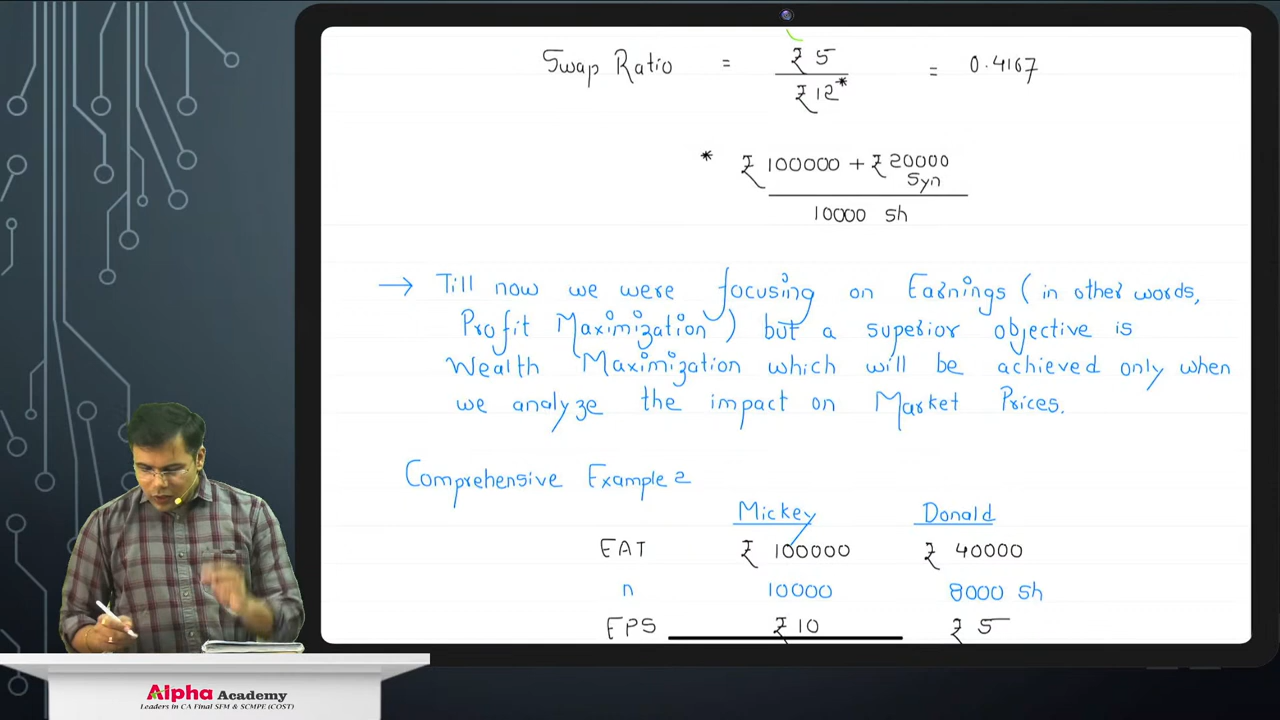 Swap Ratio = ₹ 5 / ₹ 12* = 0.4167
* ₹ 100000 + ₹ 20000
Syn
10000 sh
→ Till now we were focusing on Earnings ( in other words,
Profit Maximization ) but a superior objective is
Wealth Maximization which will be achieved only when
we analyze the impact on Market Prices.
Comprehensive Example 2
Mickey Donald
EAT ₹ 100000 ₹ 40000
n 10000 8000 sh
EPS ₹ 10 ₹ 5
Alpha Academy
Leaders in CA Final SFM & SCMPE (COST)